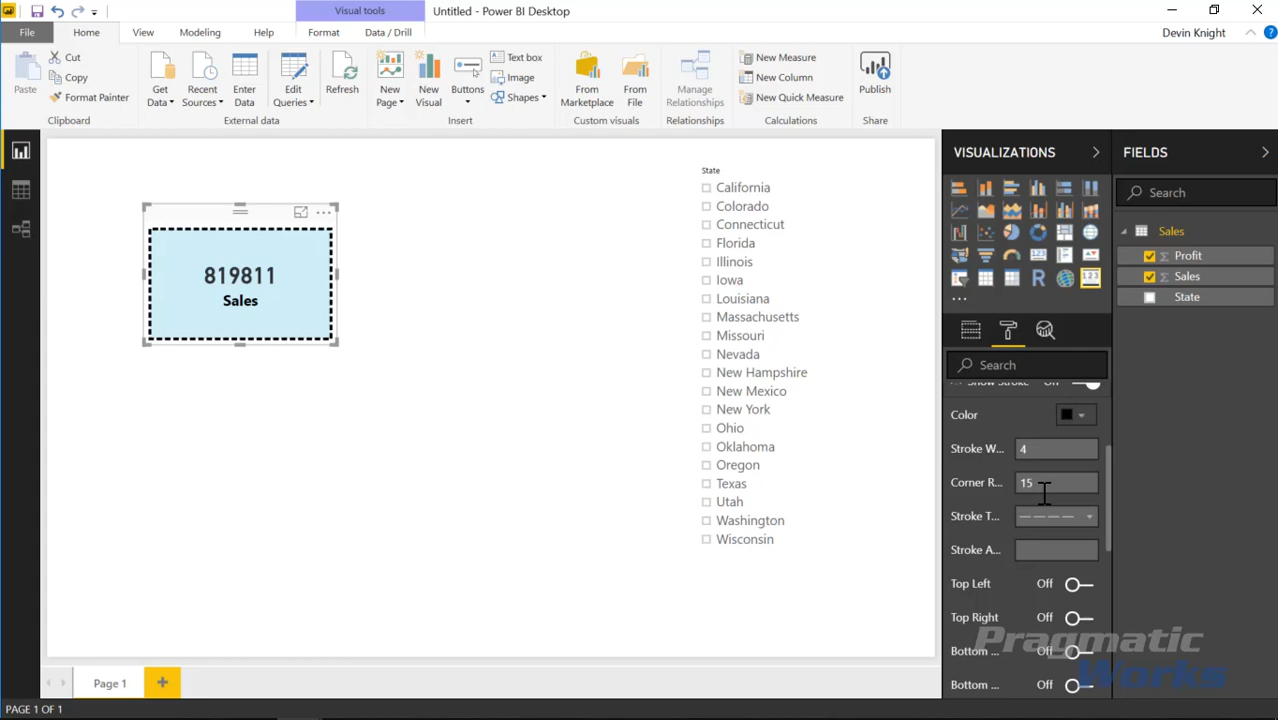 Visual tools
Untitled - Power BI Desktop
File
Home
View
Modeling
Help
Format
Data / Drill
Devin Knight
Paste
Cut
Copy
Format Painter
Clipboard
Get Data
Recent Sources
Enter Data
Edit Queries
Refresh
External data
New Page
New Visual
Buttons
Text box
Image
Shapes
Insert
From Marketplace
From File
Custom visuals
Manage Relationships
Relationships
New Measure
New Column
New Quick Measure
Calculations
Publish
Share
819811
Sales
State
California
Colorado
Connecticut
Florida
Illinois
Iowa
Louisiana
Massachusetts
Missouri
Nevada
New Hampshire
New Mexico
New York
Ohio
Oklahoma
Oregon
Texas
Utah
Washington
Wisconsin
VISUALIZATIONS
Search
Show Stroke On
Color
Stroke W... 4
Corner R... 15
Stroke T...
Stroke A...
Top Left Off
Top Right Off
Bottom ... Off
Bottom ... Off
FIELDS
Search
Sales
Profit
Sales
State
Pragmatic
Works
Page 1
PAGE 1 OF 1